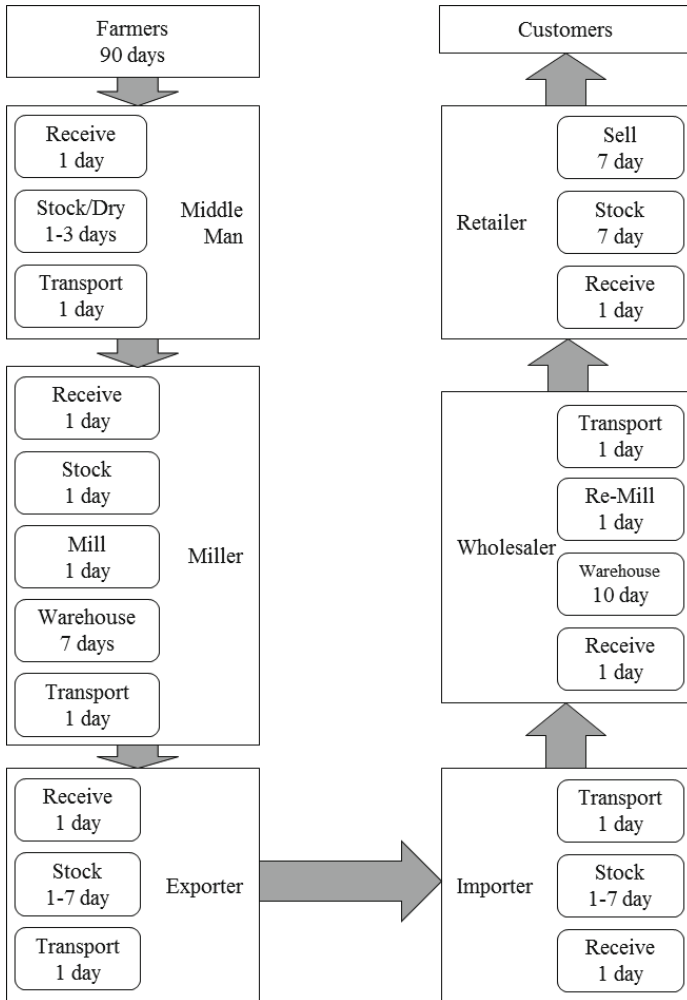 Farmers
90 days
Receive
1 day
Stock/Dry
1-3 days
Transport
1 day
Middle
Man
Receive
1 day
Stock
1 day
Mill
1 day
Warehouse
7 days
Transport
1 day
Miller
Receive
1 day
Stock
1-7 day
Transport
1 day
Exporter
Customers
Sell
7 day
Stock
7 day
Receive
1 day
Retailer
Transport
1 day
Re-Mill
1 day
Warehouse
10 day
Receive
1 day
Wholesaler
Transport
1 day
Stock
1-7 day
Receive
1 day
Importer